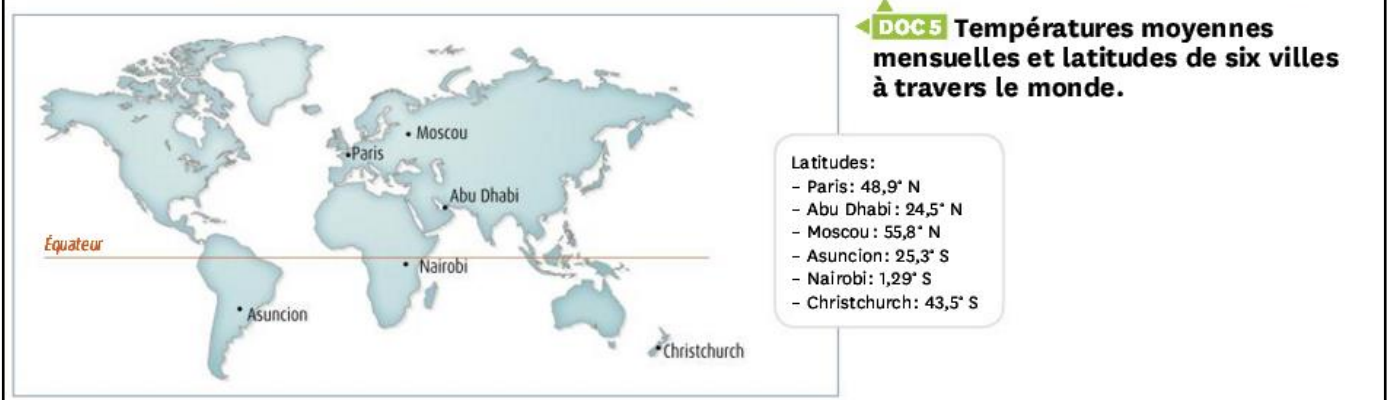 DOC 5 Températures moyennes
mensuelles et latitudes de six villes
à travers le monde.
Moscou
Paris
Abu Dhabi
Équateur
Nairobi
Asuncion
Christchurch
Latitudes :
– Paris : 48,9° N
– Abu Dhabi : 24,5° N
– Moscou : 55,8° N
– Asuncion : 25,3° S
– Nairobi : 1,29° S
– Christchurch : 43,5° S